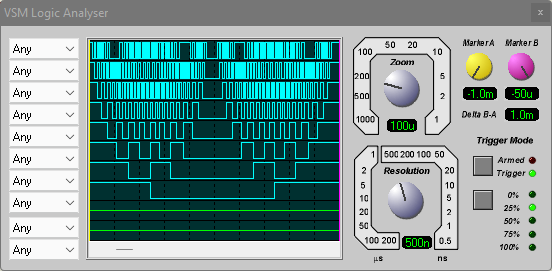 VSM Logic Analyser
x
Any
Any
Any
Any
Any
Any
Any
Any
Any
Any
Zoom
1000 500 200 100 50 20 10 5 2 1
100u
Resolution
200 100 50 20 10 5 2 1 500 200 100 50 20 10 5 2 1 0.5
500n
µs
ns
Marker A
Marker B
-1.0m
-50u
Delta B-A
1.0m
Trigger Mode
Armed
Trigger
0%
25%
50%
75%
100%